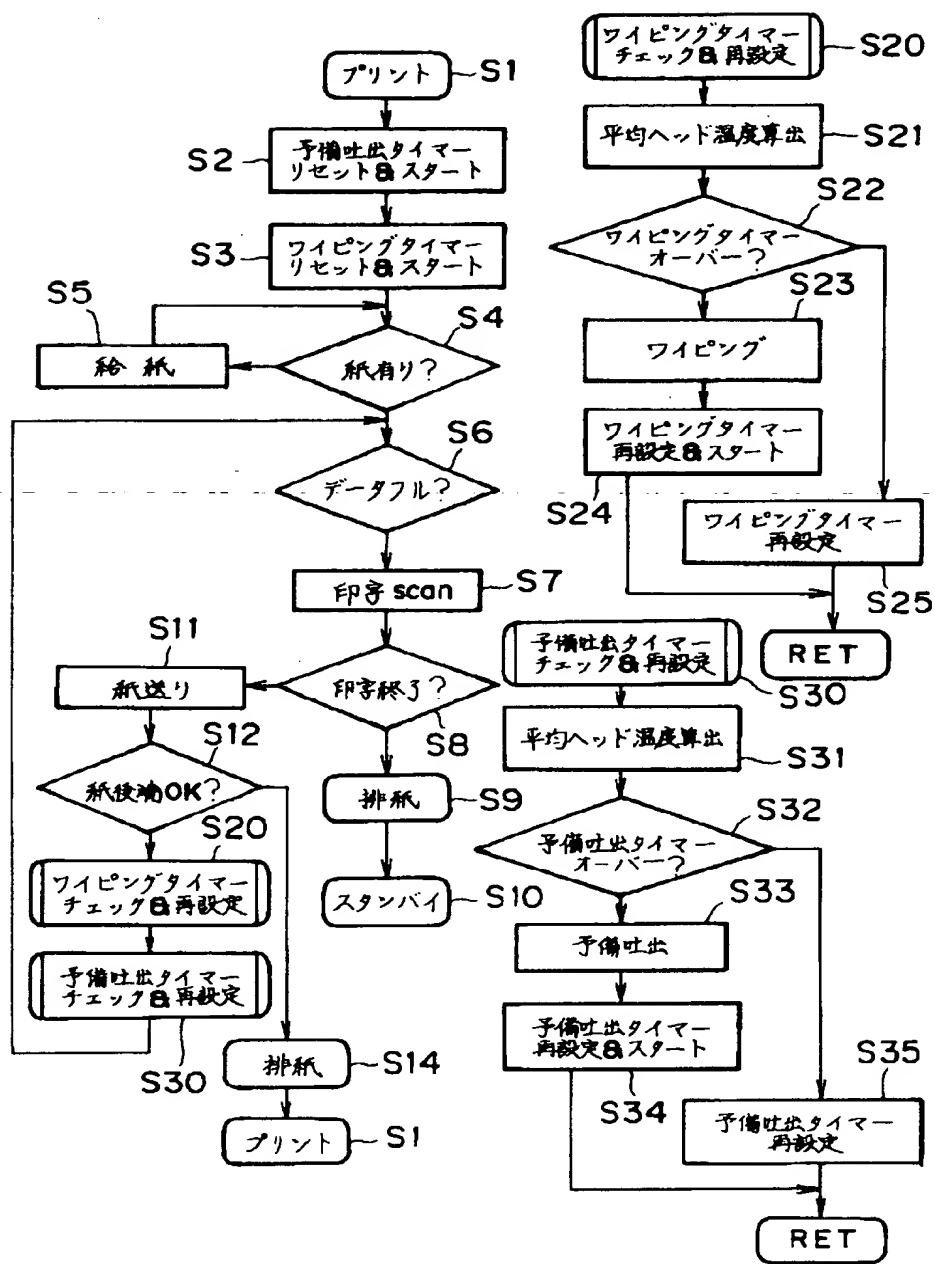 プリント
S1
S2
予備吐出タイマー
リセット&スタート
S3
ワイピングタイマー
リセット&スタート
S5
給紙
S4
紙有り?
S6
データフル?
印字scan
S7
S11
紙送り
印字終了?
S8
S12
紙後端OK?
排紙
S9
S20
ワイピングタイマー
チェック&再設定
スタンバイ
S10
予備吐出タイマー
チェック&再設定
S30
排紙
S14
プリント
S1
ワイピングタイマー
チェック&再設定
S20
平均ヘッド温度算出
S21
S22
ワイピングタイマー
オーバー?
S23
ワイピング
ワイピングタイマー
再設定&スタート
S24
ワイピングタイマー
再設定
S25
RET
予備吐出タイマー
チェック&再設定
S30
平均ヘッド温度算出
S31
S32
予備吐出タイマー
オーバー?
S33
予備吐出
予備吐出タイマー
再設定&スタート
S34
S35
予備吐出タイマー
再設定
RET